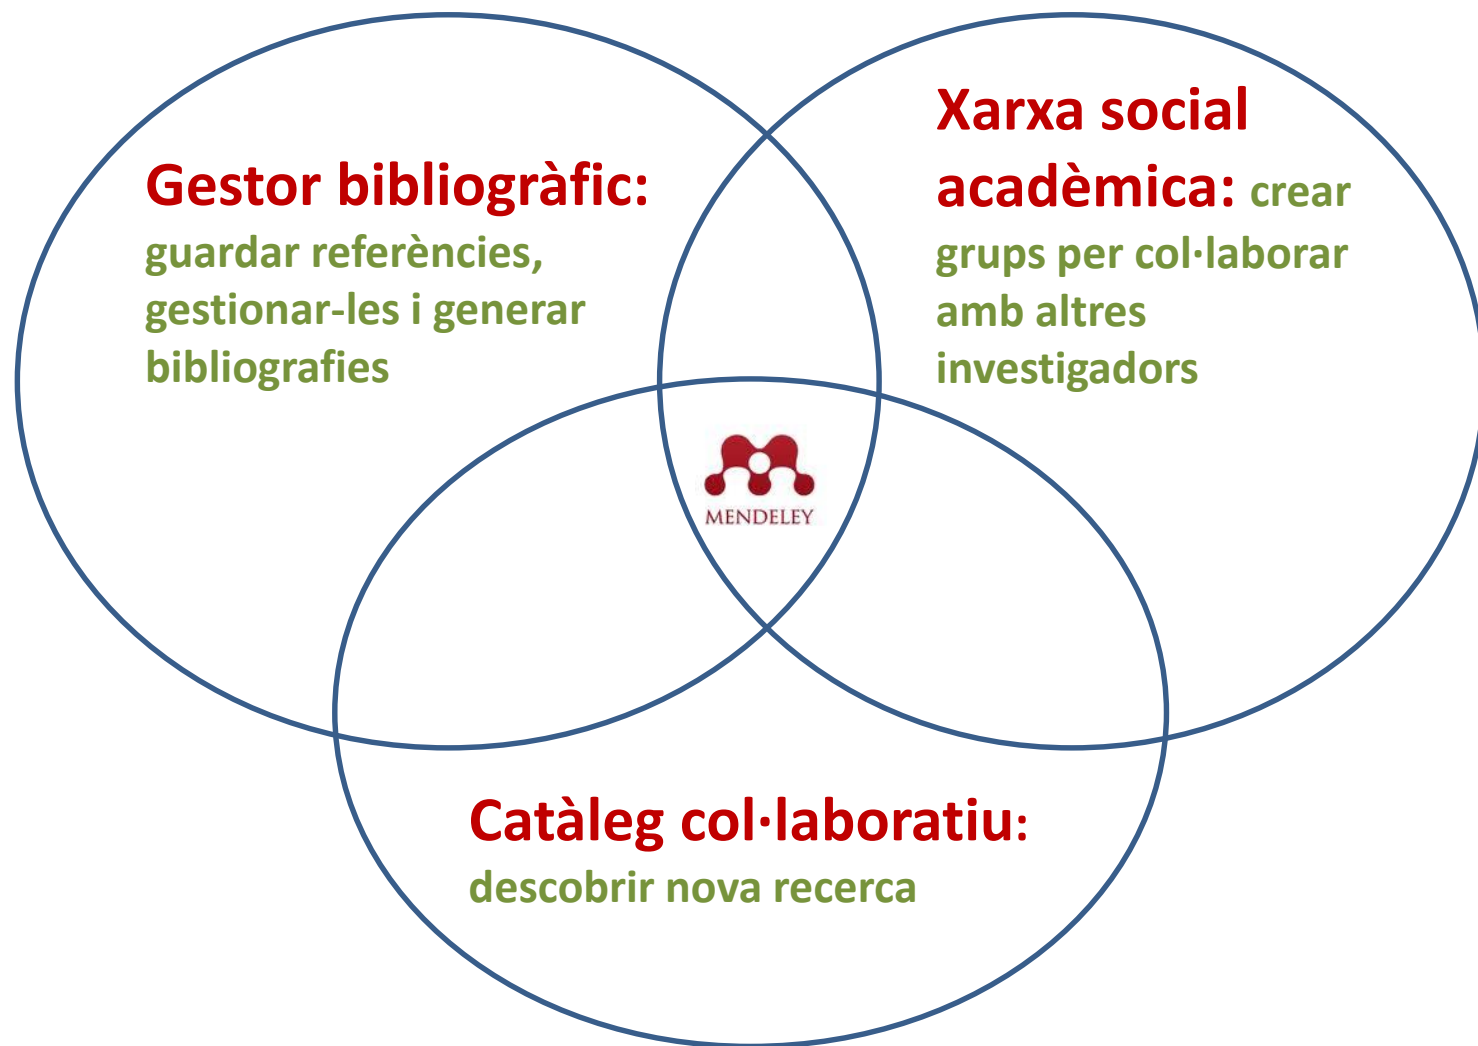 Gestor bibliogràfic:
guardar referències,
gestionar-les i generar
bibliografies
Xarxa social
acadèmica: crear
grups per col·laborar
amb altres
investigadors
MENDELEY
Catàleg col·laboratiu:
descobrir nova recerca